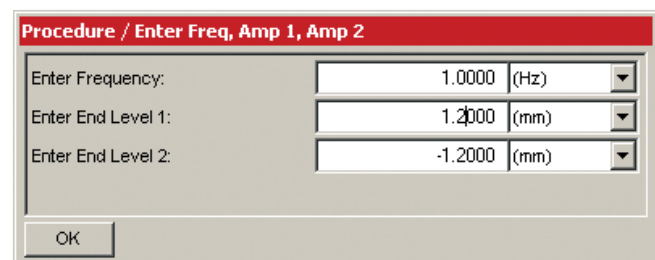 Procedure / Enter Freq, Amp 1, Amp 2
Enter Frequency: 1.0000 (Hz)
Enter End Level 1: 1.2000 (mm)
Enter End Level 2: -1.2000 (mm)
OK